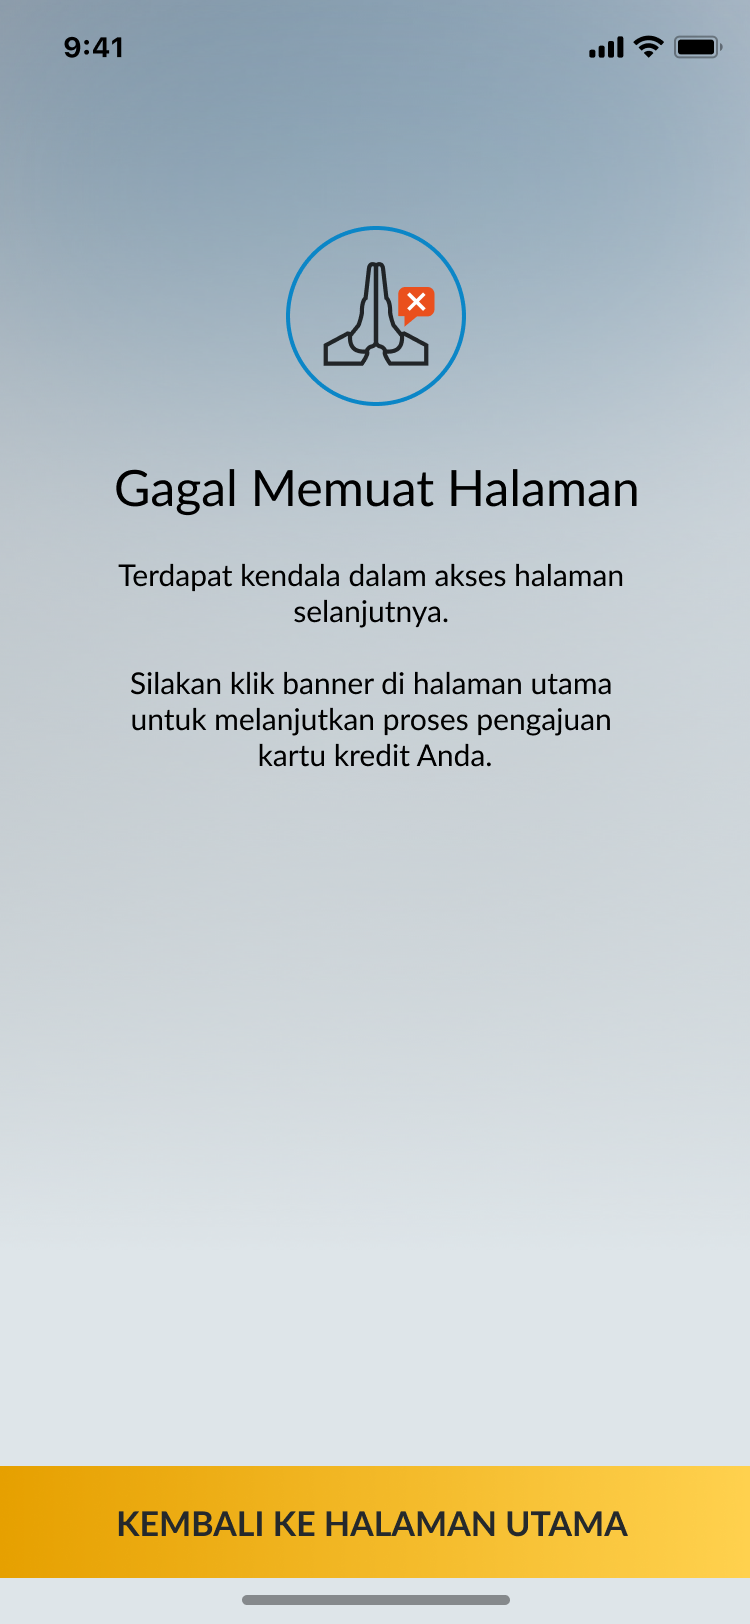 9:41
Gagal Memuat Halaman
Terdapat kendala dalam akses halaman
selanjutnya.
Silakan klik banner di halaman utama
untuk melanjutkan proses pengajuan
kartu kredit Anda.
KEMBALI KE HALAMAN UTAMA